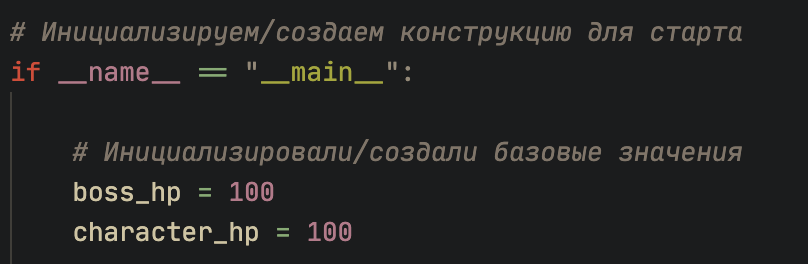 # Инициализируем/создаем конструкцию для старта
if __name__ == "__main__":
# Инициализировали/создали базовые значения
boss_hp = 100
character_hp = 100